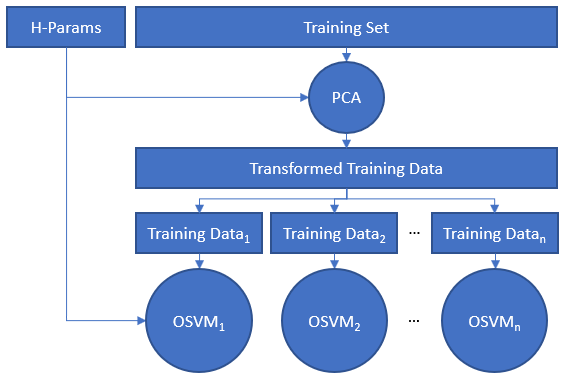 H-Params
Training Set
PCA
Transformed Training Data
Training Data₁
Training Data₂
...
Training Dataₙ
OSVM₁
OSVM₂
...
OSVMₙ